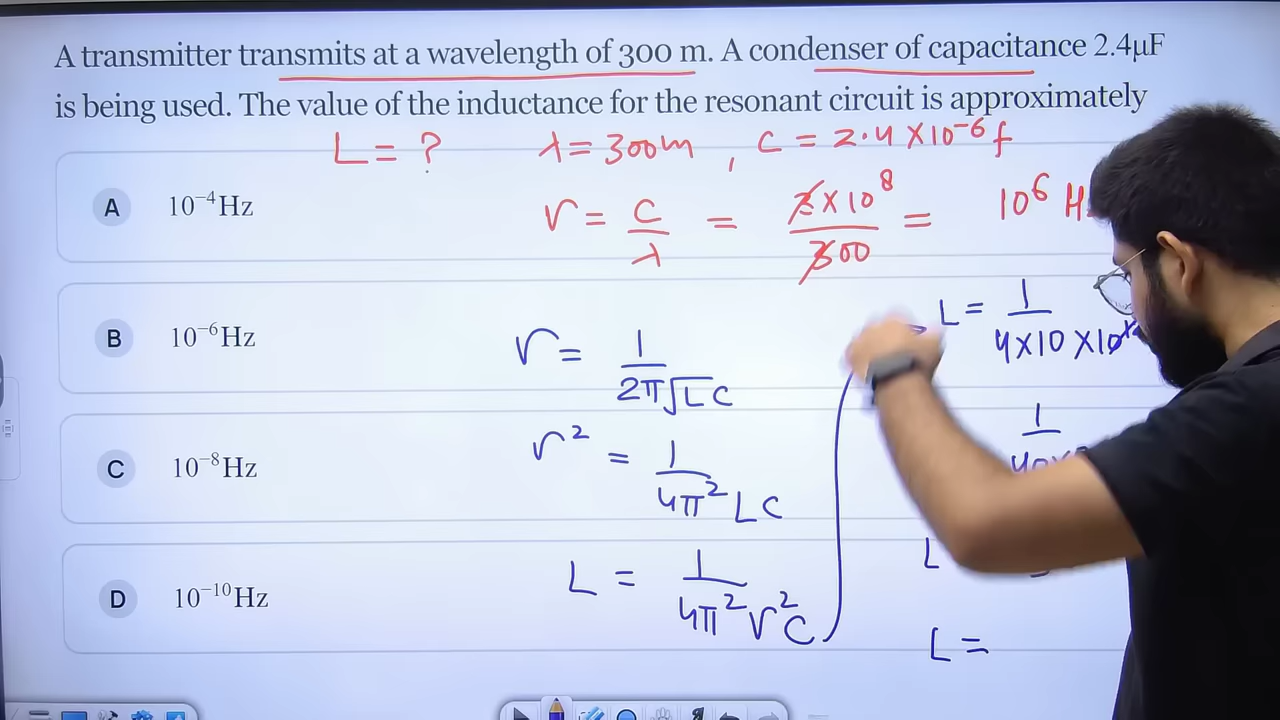 A transmitter transmits at a wavelength of 300 m. A condenser of capacitance 2.4μF
is being used. The value of the inductance for the resonant circuit is approximately
L = ? λ = 300m , C = 2.4 × 10⁻⁶ f
A 10⁻⁴Hz
ν = c/λ = 3×10⁸/300 = 10⁶ H
B 10⁻⁶Hz
ν = 1/2π√LC
L = 1/4×10×10
C 10⁻⁸Hz
ν² = 1/4π²LC
1/40×
D 10⁻¹⁰Hz
L = 1/4π²ν²C
L
L =